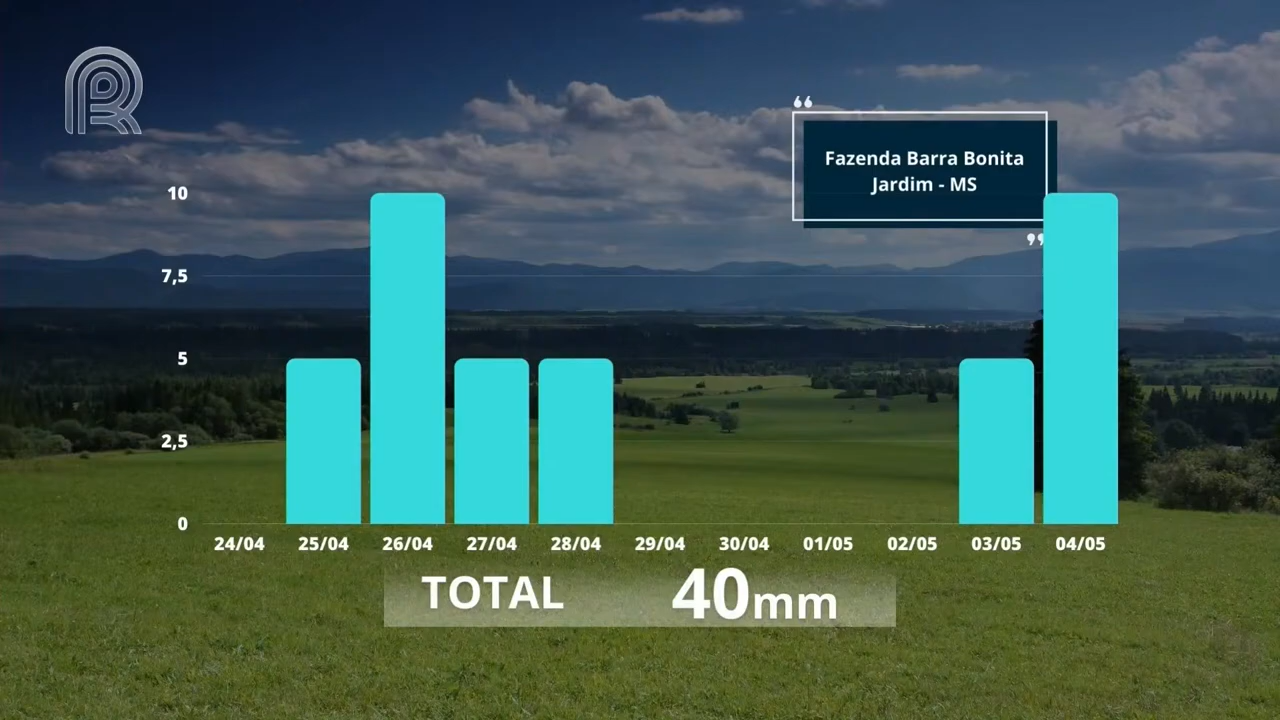 “
Fazenda Barra Bonita
Jardim - MS
”
10
7,5
5
2,5
0
24/04 25/04 26/04 27/04 28/04 29/04 30/04 01/05 02/05 03/05 04/05
TOTAL 40mm